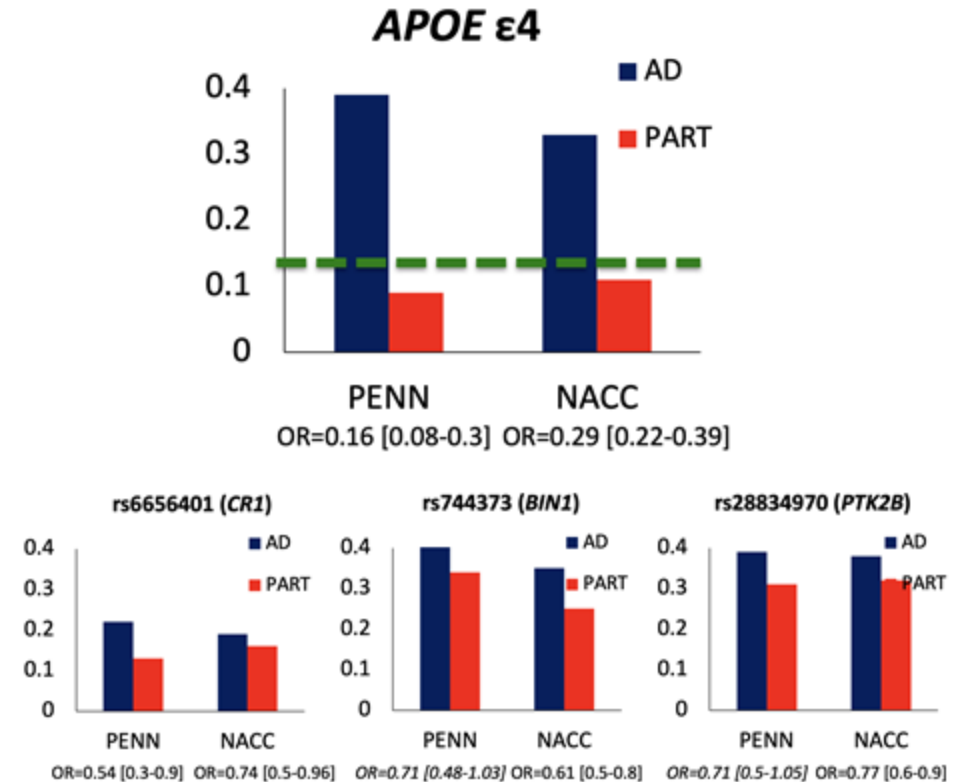 APOE ε4
AD
PART
0.4
0.3
0.2
0.1
0
PENN NACC
OR=0.16 [0.08-0.3] OR=0.29 [0.22-0.39]
rs6656401 (CR1)
AD
PART
0.4
0.3
0.2
0.1
0
PENN NACC
OR=0.54 [0.3-0.9] OR=0.74 [0.5-0.96]
rs744373 (BIN1)
AD
PART
0.4
0.3
0.2
0.1
0
PENN NACC
OR=0.71 [0.48-1.03] OR=0.61 [0.5-0.8]
rs28834970 (PTK2B)
AD
PART
0.4
0.3
0.2
0.1
0
PENN NACC
OR=0.71 [0.5-1.05] OR=0.77 [0.6-0.9]